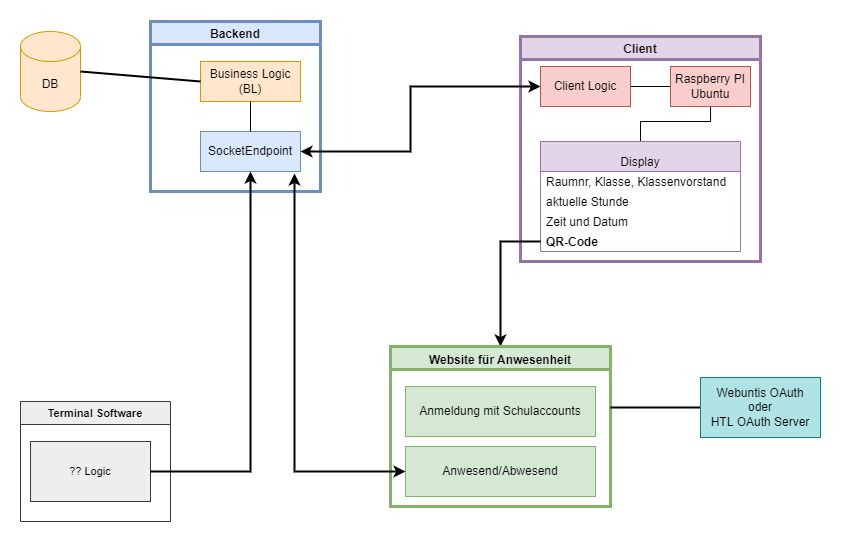 Backend
DB
Business Logic
(BL)
SocketEndpoint
Client
Client Logic
Raspberry PI
Ubuntu
Display
Raumnr, Klasse, Klassenvorstand
aktuelle Stunde
Zeit und Datum
QR-Code
Website für Anwesenheit
Anmeldung mit Schulaccounts
Anwesend/Abwesend
Webuntis OAuth
oder
HTL OAuth Server
Terminal Software
?? Logic